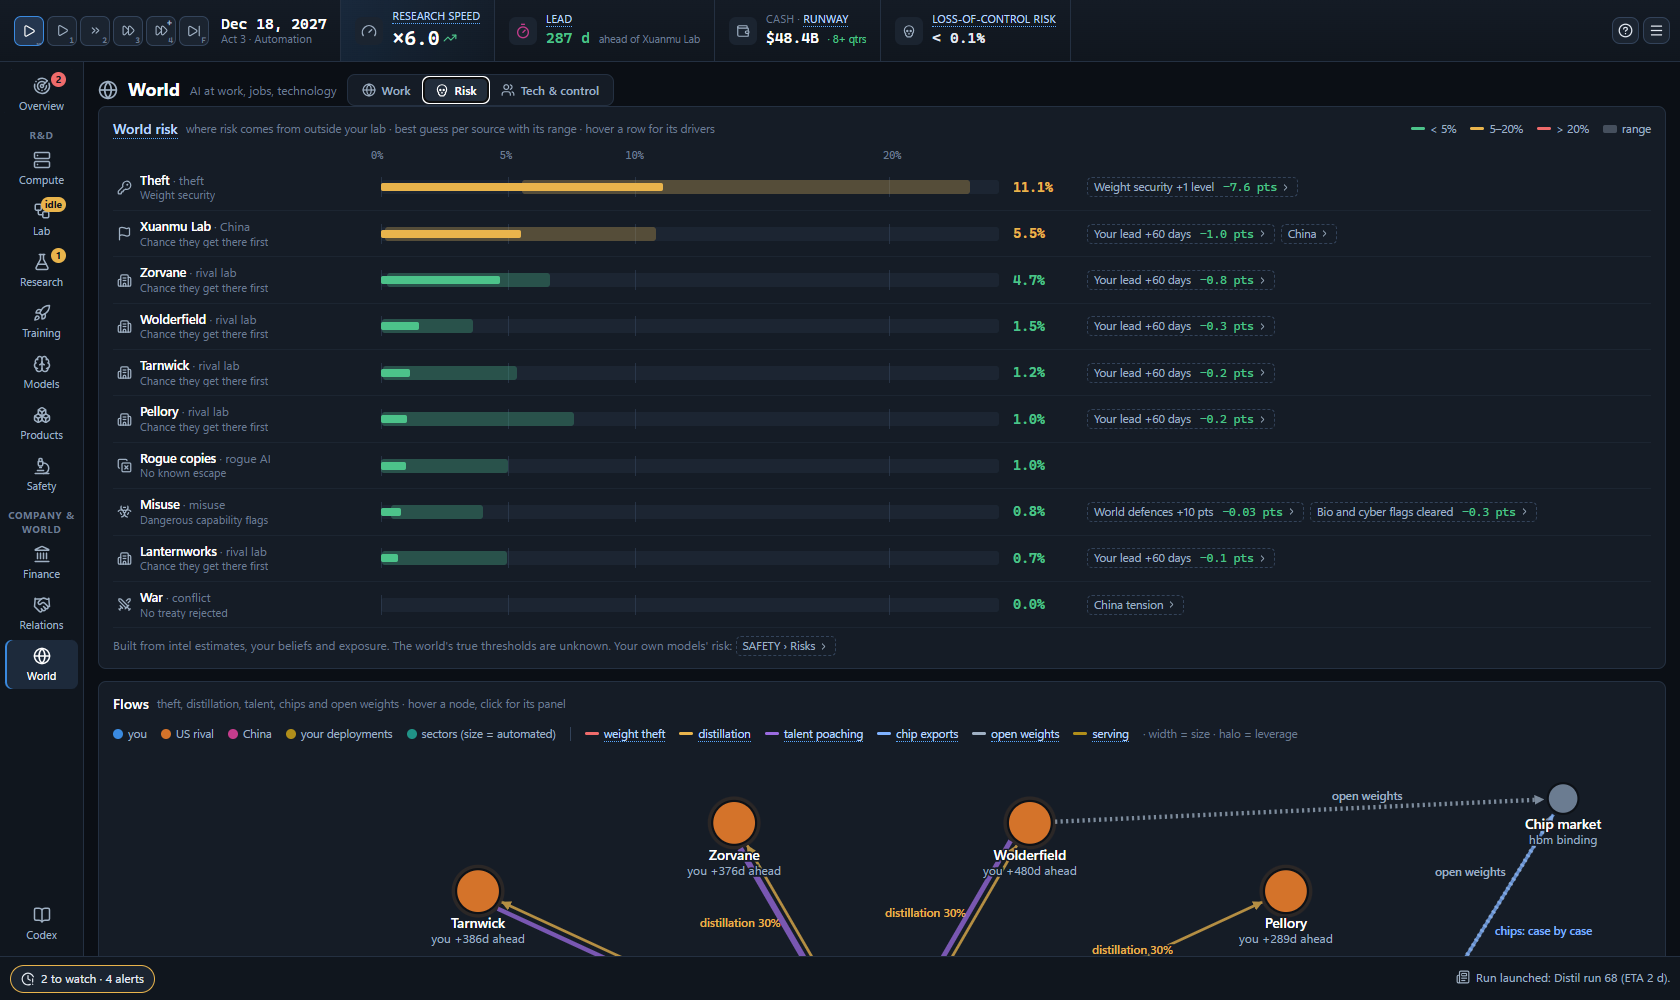 1
2
3
4
F
Dec 18, 2027
Act 3 · Automation
RESEARCH SPEED
×6.0
LEAD
287 d ahead of Xuanmu Lab
CASH · RUNWAY
$48.4B · 8+ qtrs
LOSS-OF-CONTROL RISK
< 0.1%
2
Overview
R&D
Compute
idle
Lab
1
Research
Training
Models
Products
Safety
COMPANY &
WORLD
Finance
Relations
World
Codex
World AI at work, jobs, technology
Work
Risk
Tech & control
World risk where risk comes from outside your lab · best guess per source with its range · hover a row for its drivers
< 5% 5–20% > 20% range
0% 5% 10% 20%
Theft · theft
Weight security
11.1%
Weight security +1 level −7.6 pts ›
Xuanmu Lab · China
Chance they get there first
5.5%
Your lead +60 days −1.0 pts ›
China ›
Zorvane · rival lab
Chance they get there first
4.7%
Your lead +60 days −0.8 pts ›
Wolderfield · rival lab
Chance they get there first
1.5%
Your lead +60 days −0.3 pts ›
Tarnwick · rival lab
Chance they get there first
1.2%
Your lead +60 days −0.2 pts ›
Pellory · rival lab
Chance they get there first
1.0%
Your lead +60 days −0.2 pts ›
Rogue copies · rogue AI
No known escape
1.0%
Misuse · misuse
Dangerous capability flags
0.8%
World defences +10 pts −0.03 pts ›
Bio and cyber flags cleared −0.3 pts ›
Lanternworks · rival lab
Chance they get there first
0.7%
Your lead +60 days −0.1 pts ›
War · conflict
No treaty rejected
0.0%
China tension ›
Built from intel estimates, your beliefs and exposure. The world's true thresholds are unknown. Your own models' risk: SAFETY › Risks ›
Flows theft, distillation, talent, chips and open weights · hover a node, click for its panel
you US rival China your deployments sectors (size = automated) weight theft distillation talent poaching chip exports open weights serving · width = size · halo = leverage
open weights
Chip market
hbm binding
Zorvane
you +376d ahead
Wolderfield
you +480d ahead
open weights
Tarnwick
you +386d ahead
distillation 30%
distillation 30%
Pellory
you +289d ahead
chips: case by case
distillation 30%
2 to watch · 4 alerts
Run launched: Distil run 68 (ETA 2 d).